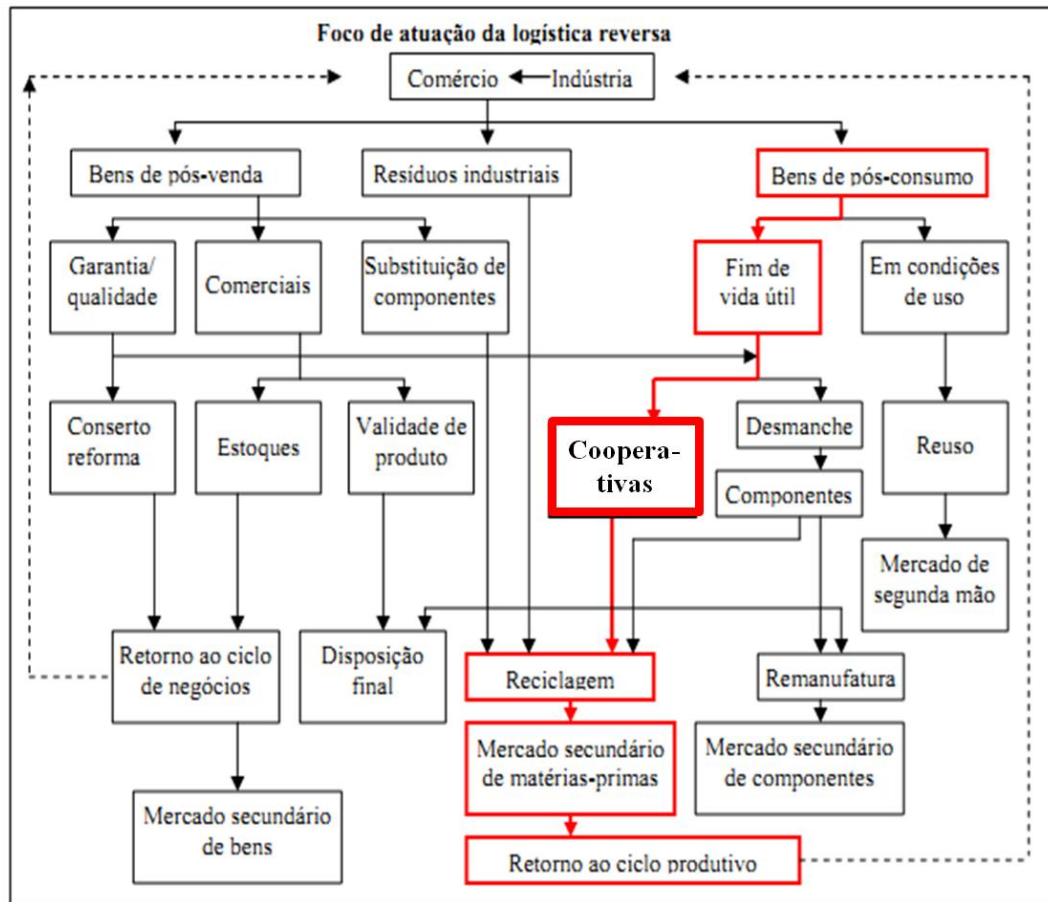 Foco de atuação da logística reversa
Comércio Indústria
Bens de pós-venda
Resíduos industriais
Bens de pós-consumo
Garantia/
qualidade
Comerciais
Substituição de
componentes
Fim de
vida útil
Em condições
de uso
Conserto
reforma
Estoques
Validade de
produto
Coopera-
tivas
Desmanche
Reuso
Componentes
Mercado de
segunda mão
Retorno ao ciclo
de negócios
Disposição
final
Reciclagem
Remanufatura
Mercado secundário
de matérias-primas
Mercado secundário
de componentes
Mercado secundário
de bens
Retorno ao ciclo produtivo